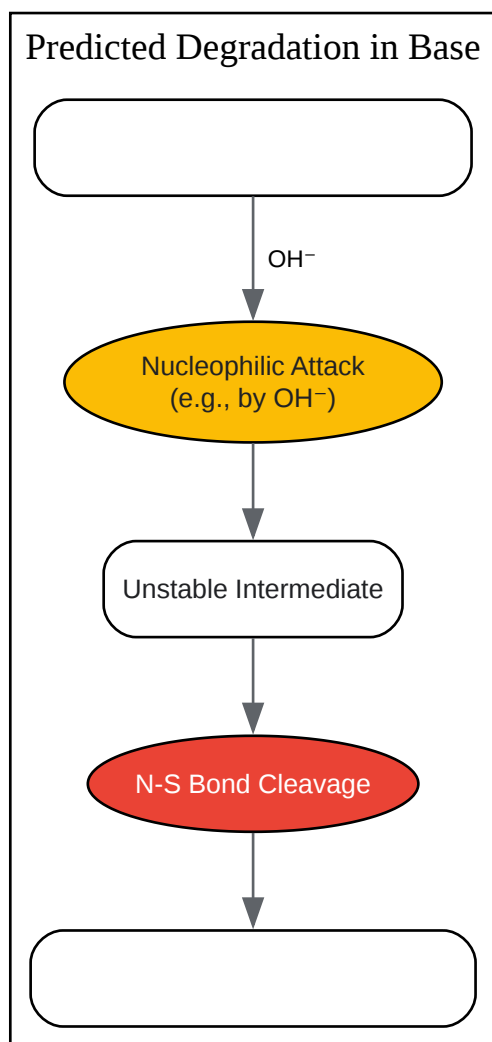 Predicted Degradation in Base
OH⁻
Nucleophilic Attack
(e.g., by OH⁻)
Unstable Intermediate
N-S Bond Cleavage